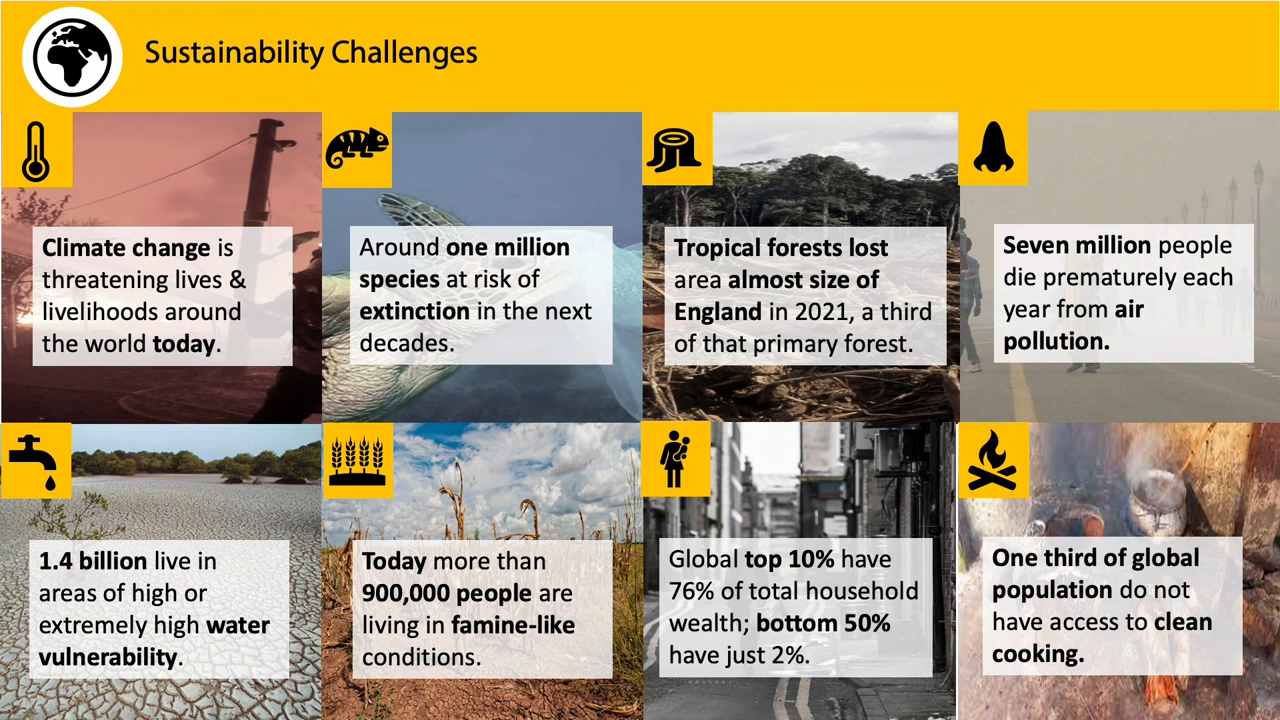 Sustainability Challenges
Climate change is
threatening lives &
livelihoods around
the world today.
Around one million
species at risk of
extinction in the next
decades.
Tropical forests lost
area almost size of
England in 2021, a third
of that primary forest.
Seven million people
die prematurely each
year from air
pollution.
1.4 billion live in
areas of high or
extremely high water
vulnerability.
Today more than
900,000 people are
living in famine-like
conditions.
Global top 10% have
76% of total household
wealth; bottom 50%
have just 2%.
One third of global
population do not
have access to clean
cooking.